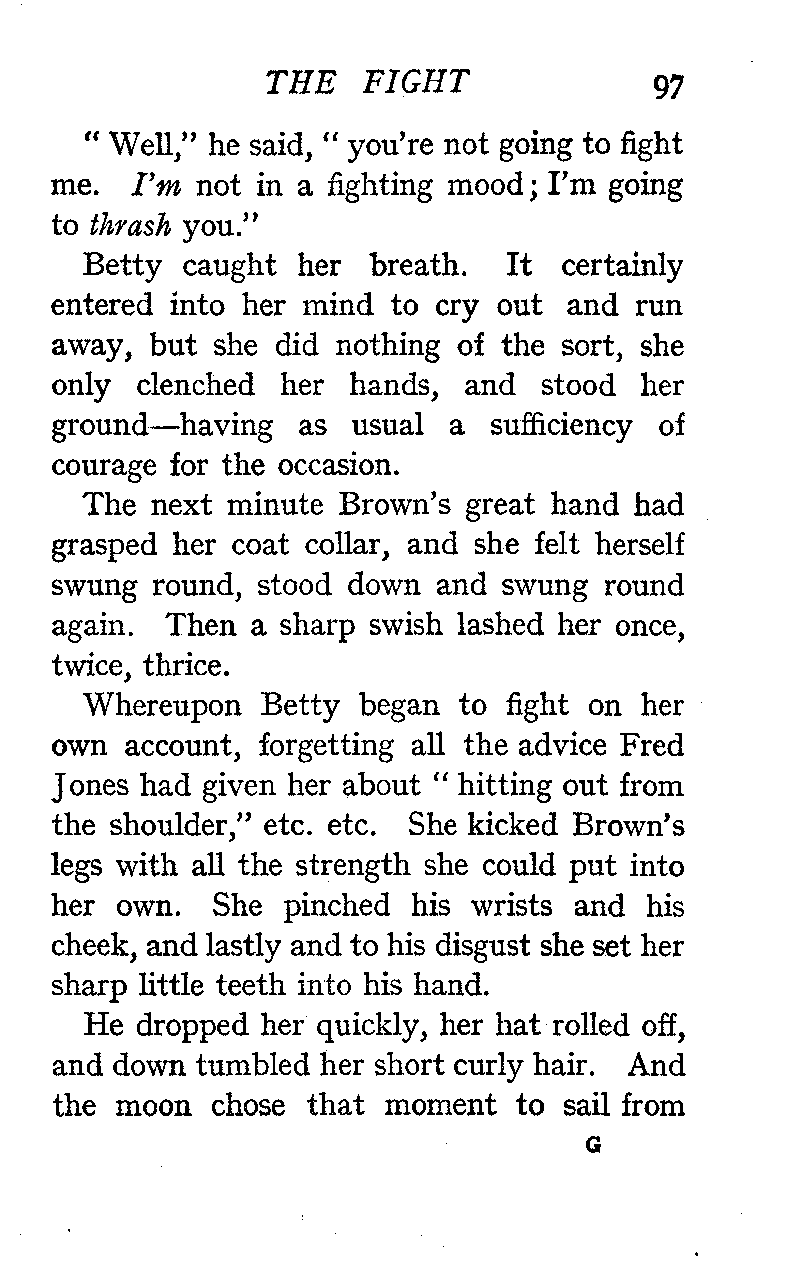 THE FIGHT 97
“ Well,” he said, “ you're not going to fight
me. I'm not in a fighting mood; I'm going
to thrash you.”
Betty caught her breath. It certainly
entered into her mind to cry out and run
away, but she did nothing of the sort, she
only clenched her hands, and stood her
ground—having as usual a sufficiency of
courage for the occasion.
The next minute Brown's great hand had
grasped her coat collar, and she felt herself
swung round, stood down and swung round
again. Then a sharp swish lashed her once,
twice, thrice.
Whereupon Betty began to fight on her
own account, forgetting all the advice Fred
Jones had given her about “ hitting out from
the shoulder,” etc. etc. She kicked Brown's
legs with all the strength she could put into
her own. She pinched his wrists and his
cheek, and lastly and to his disgust she set her
sharp little teeth into his hand.
He dropped her quickly, her hat rolled off,
and down tumbled her short curly hair. And
the moon chose that moment to sail from
G